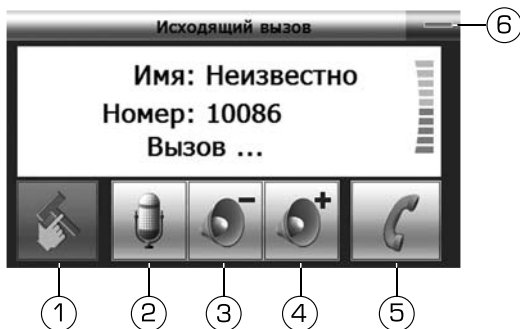 Исходящий вызов
6
Имя: Неизвестно
Номер: 10086
Вызов ...
1 2 3 4 5